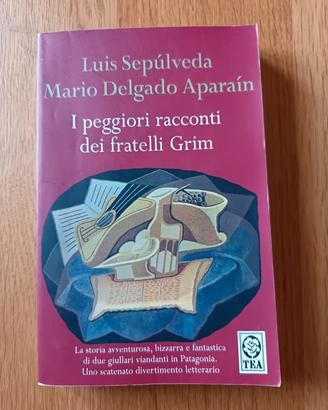 Luis Sepúlveda
Mario Delgado Aparaín
I peggiori racconti
dei fratelli Grim
La storia avventurosa, bizzarra e fantastica
di due giullari viandanti in Patagonia.
Uno scatenato divertimento letterario
TEA